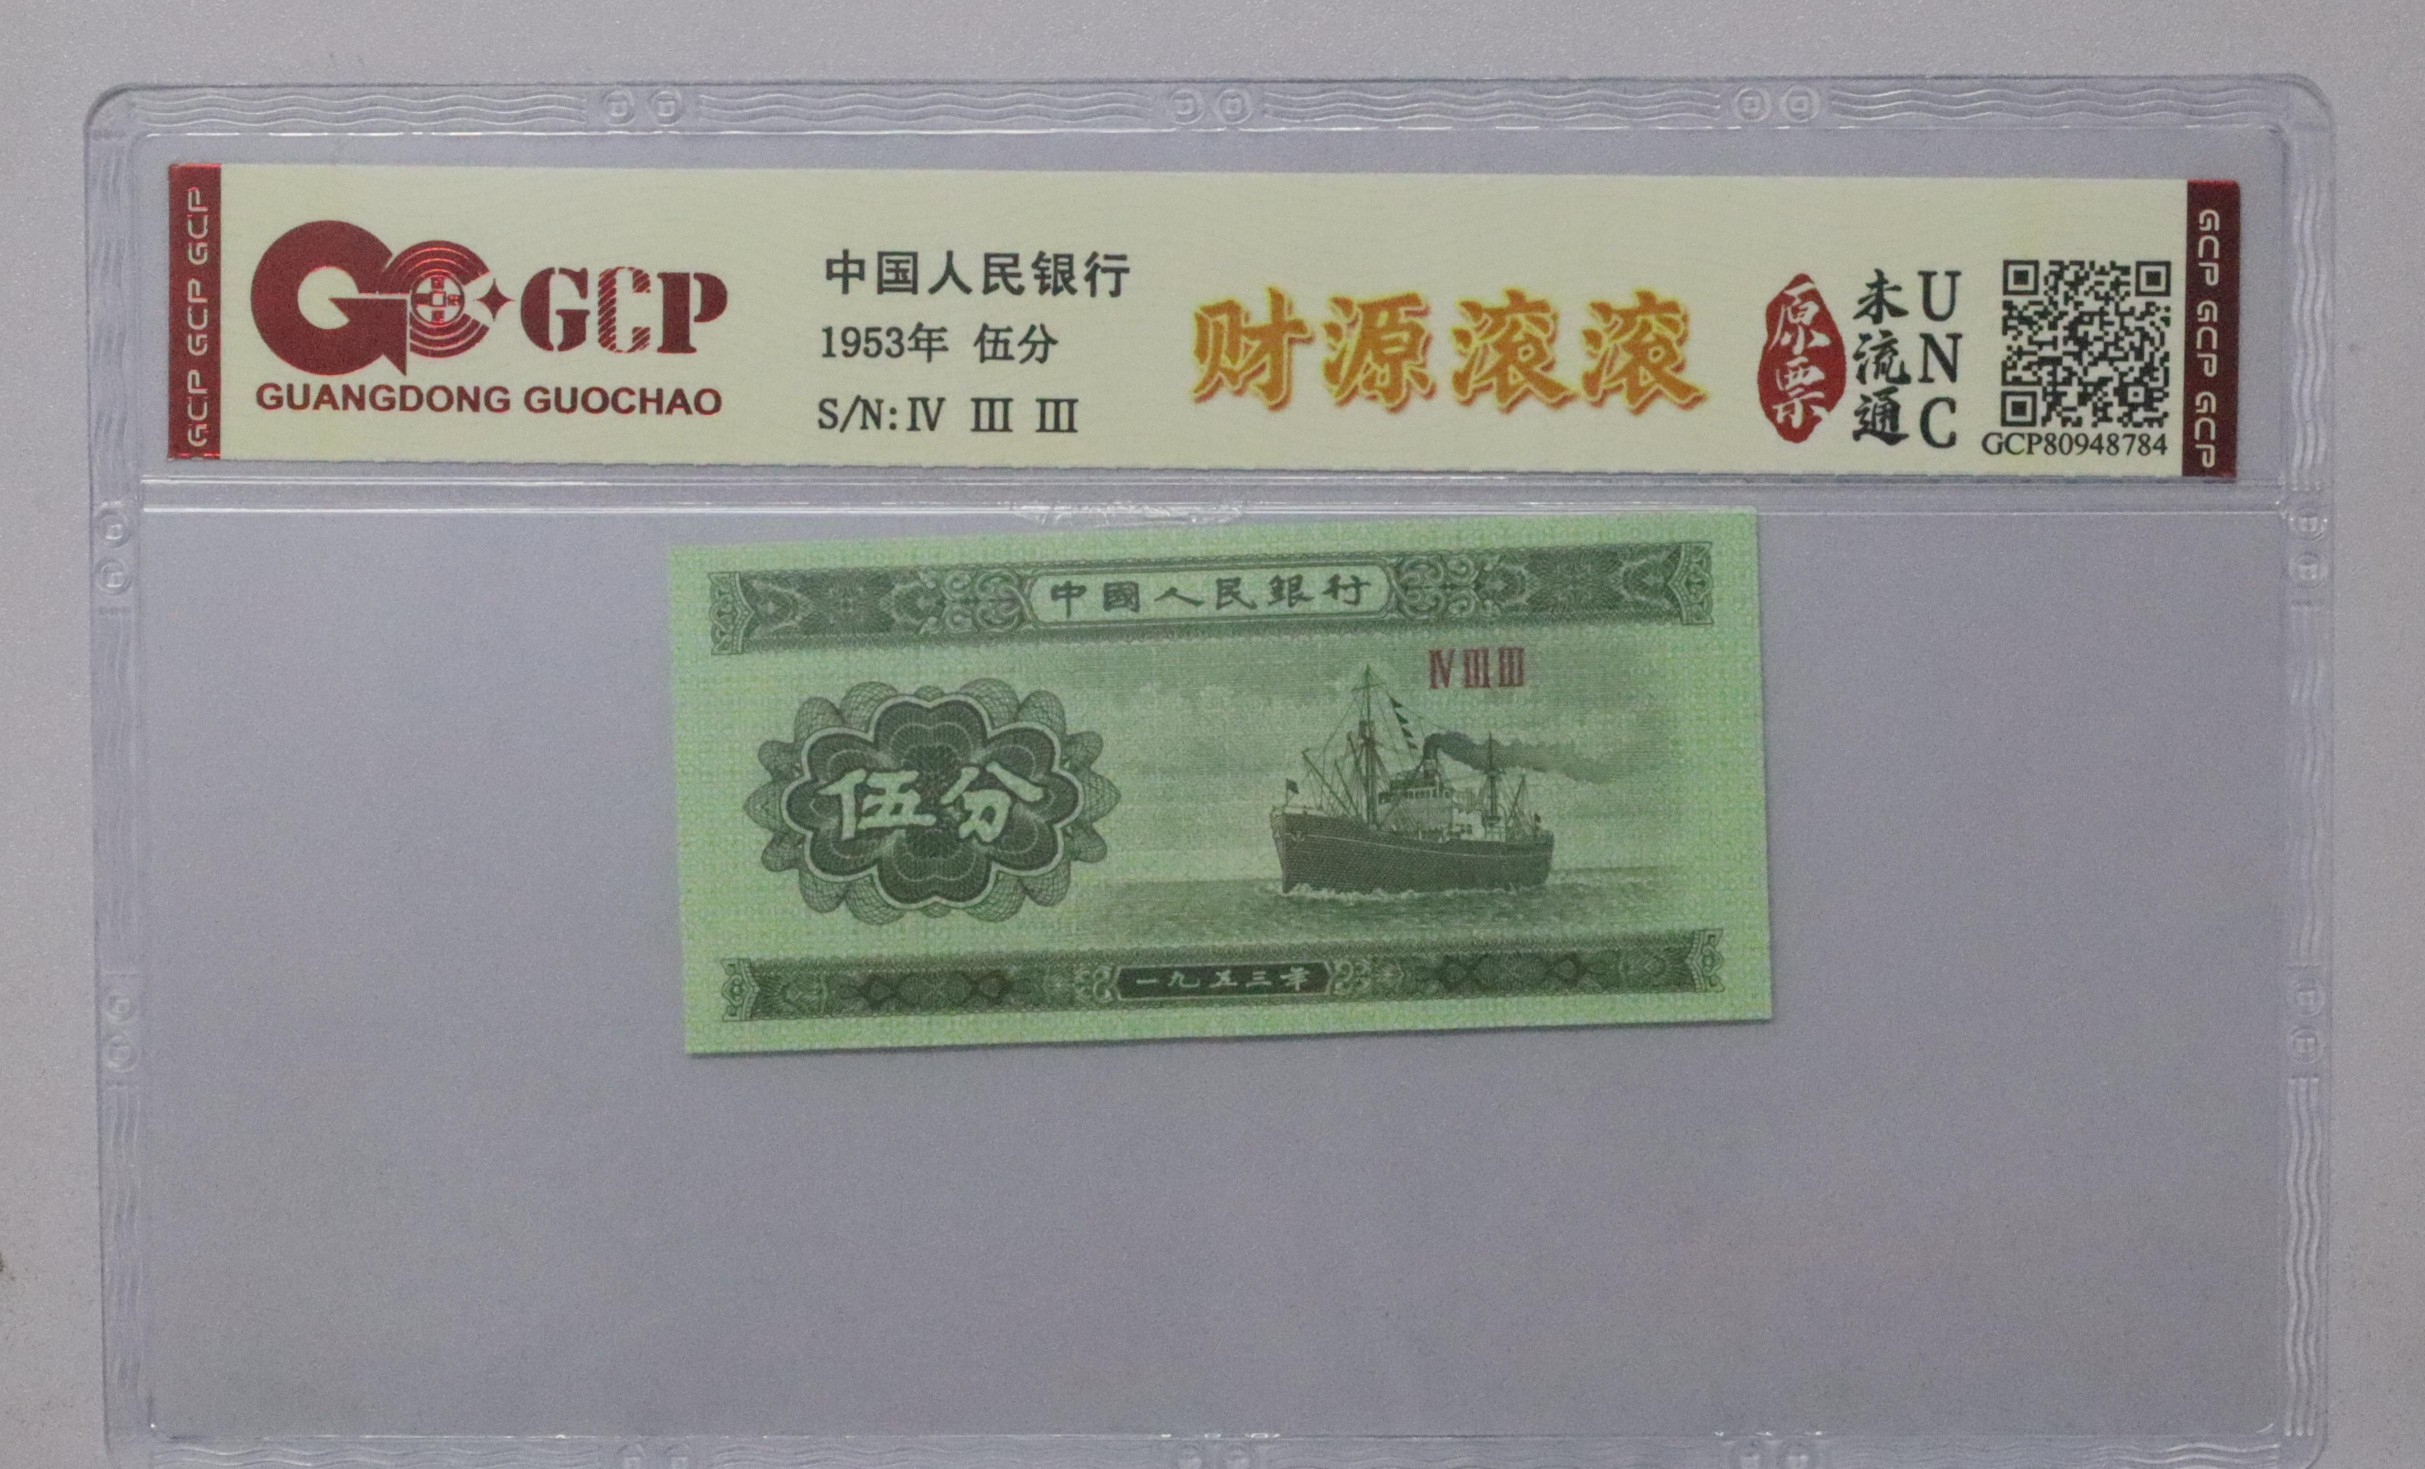 GCP GCP GCP
GCP
GUANGDONG GUOCHAO
中国人民银行
1953年 伍分
S/N: Ⅳ Ⅲ Ⅲ
财源滚滚
原票
未流通
UNC
GCP80948784
GCP GCP GCP
中國人民銀行
Ⅳ Ⅲ Ⅲ
伍分
一九五三年